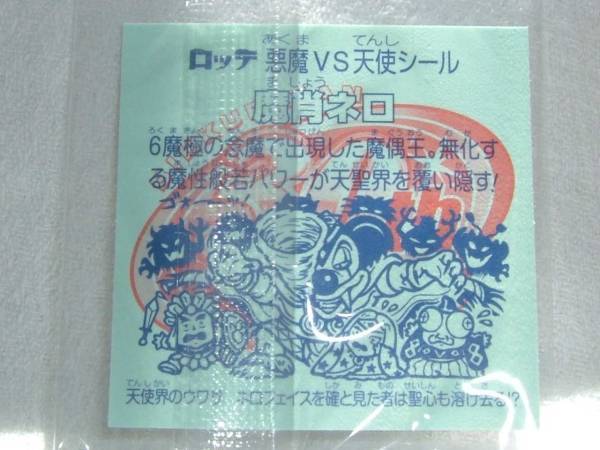 ロッテ 悪魔VS天使シール
魔肖ネロ
6魔極の意魔で出現した魔偶王。無化す
る魔性般若パワーが天聖界を覆い隠す!
天使界のウワサ ホロフェイスを確と見た者は聖心も溶け去る!?